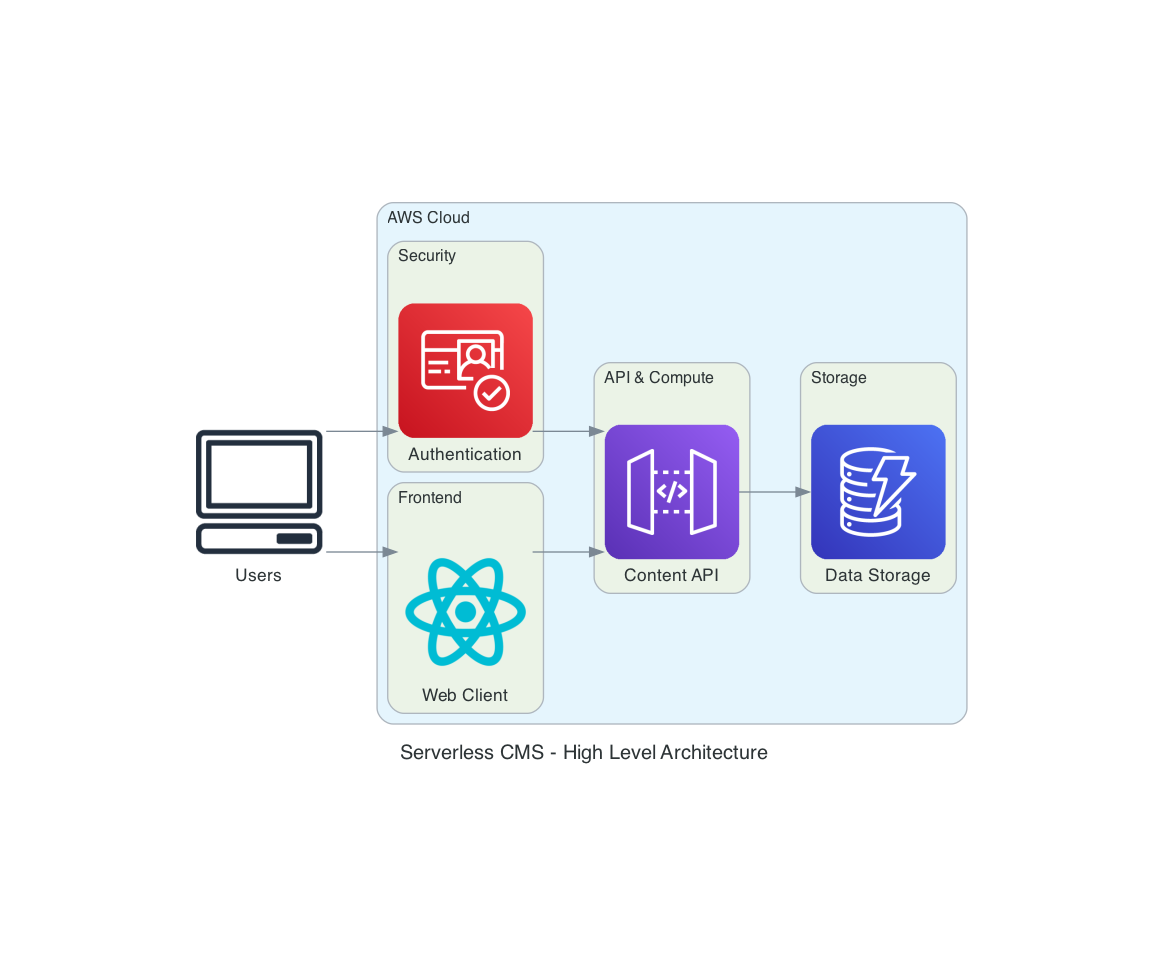 AWS Cloud
Security
Authentication
Frontend
Web Client
Users
API & Compute
Content API
Storage
Data Storage
Serverless CMS - High Level Architecture